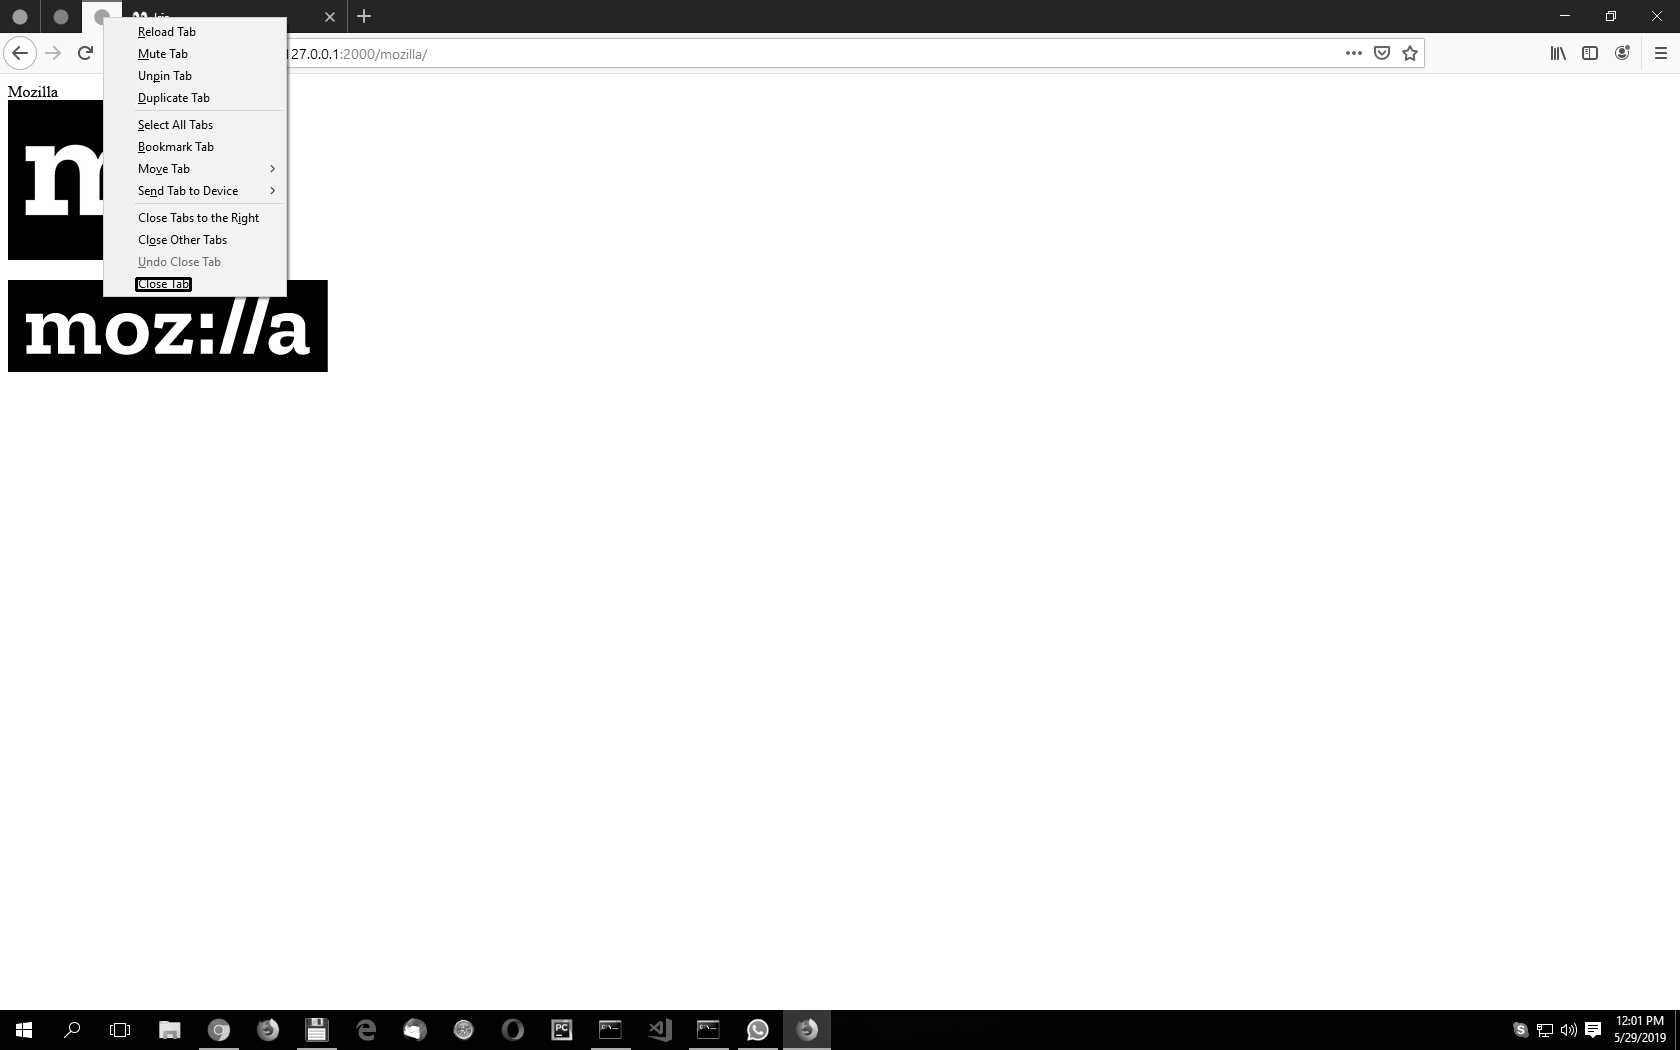 Reload Tab
Mute Tab
Unpin Tab
Duplicate Tab
Select All Tabs
Bookmark Tab
Move Tab
Send Tab to Device
Close Tabs to the Right
Close Other Tabs
Undo Close Tab
Close Tab
127.0.0.1:2000/mozilla/
Mozilla
m
moz://a
PC
12:01 PM
5/29/2019